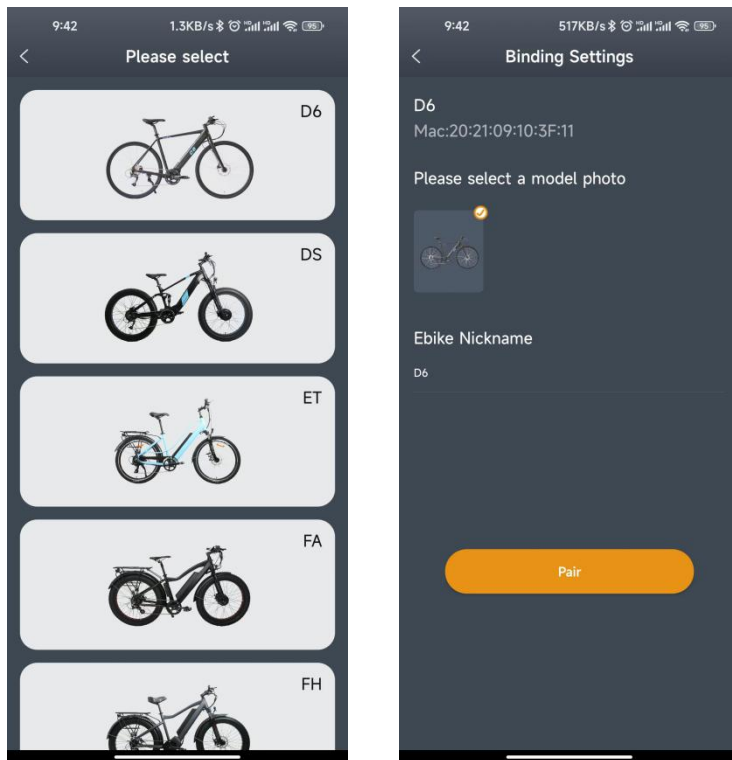 9:42 1.3KB/s 95
Please select
D6
DS
ET
FA
FH
9:42 517KB/s 95
Binding Settings
D6
Mac:20:21:09:10:3F:11
Please select a model photo
Ebike Nickname
D6
Pair